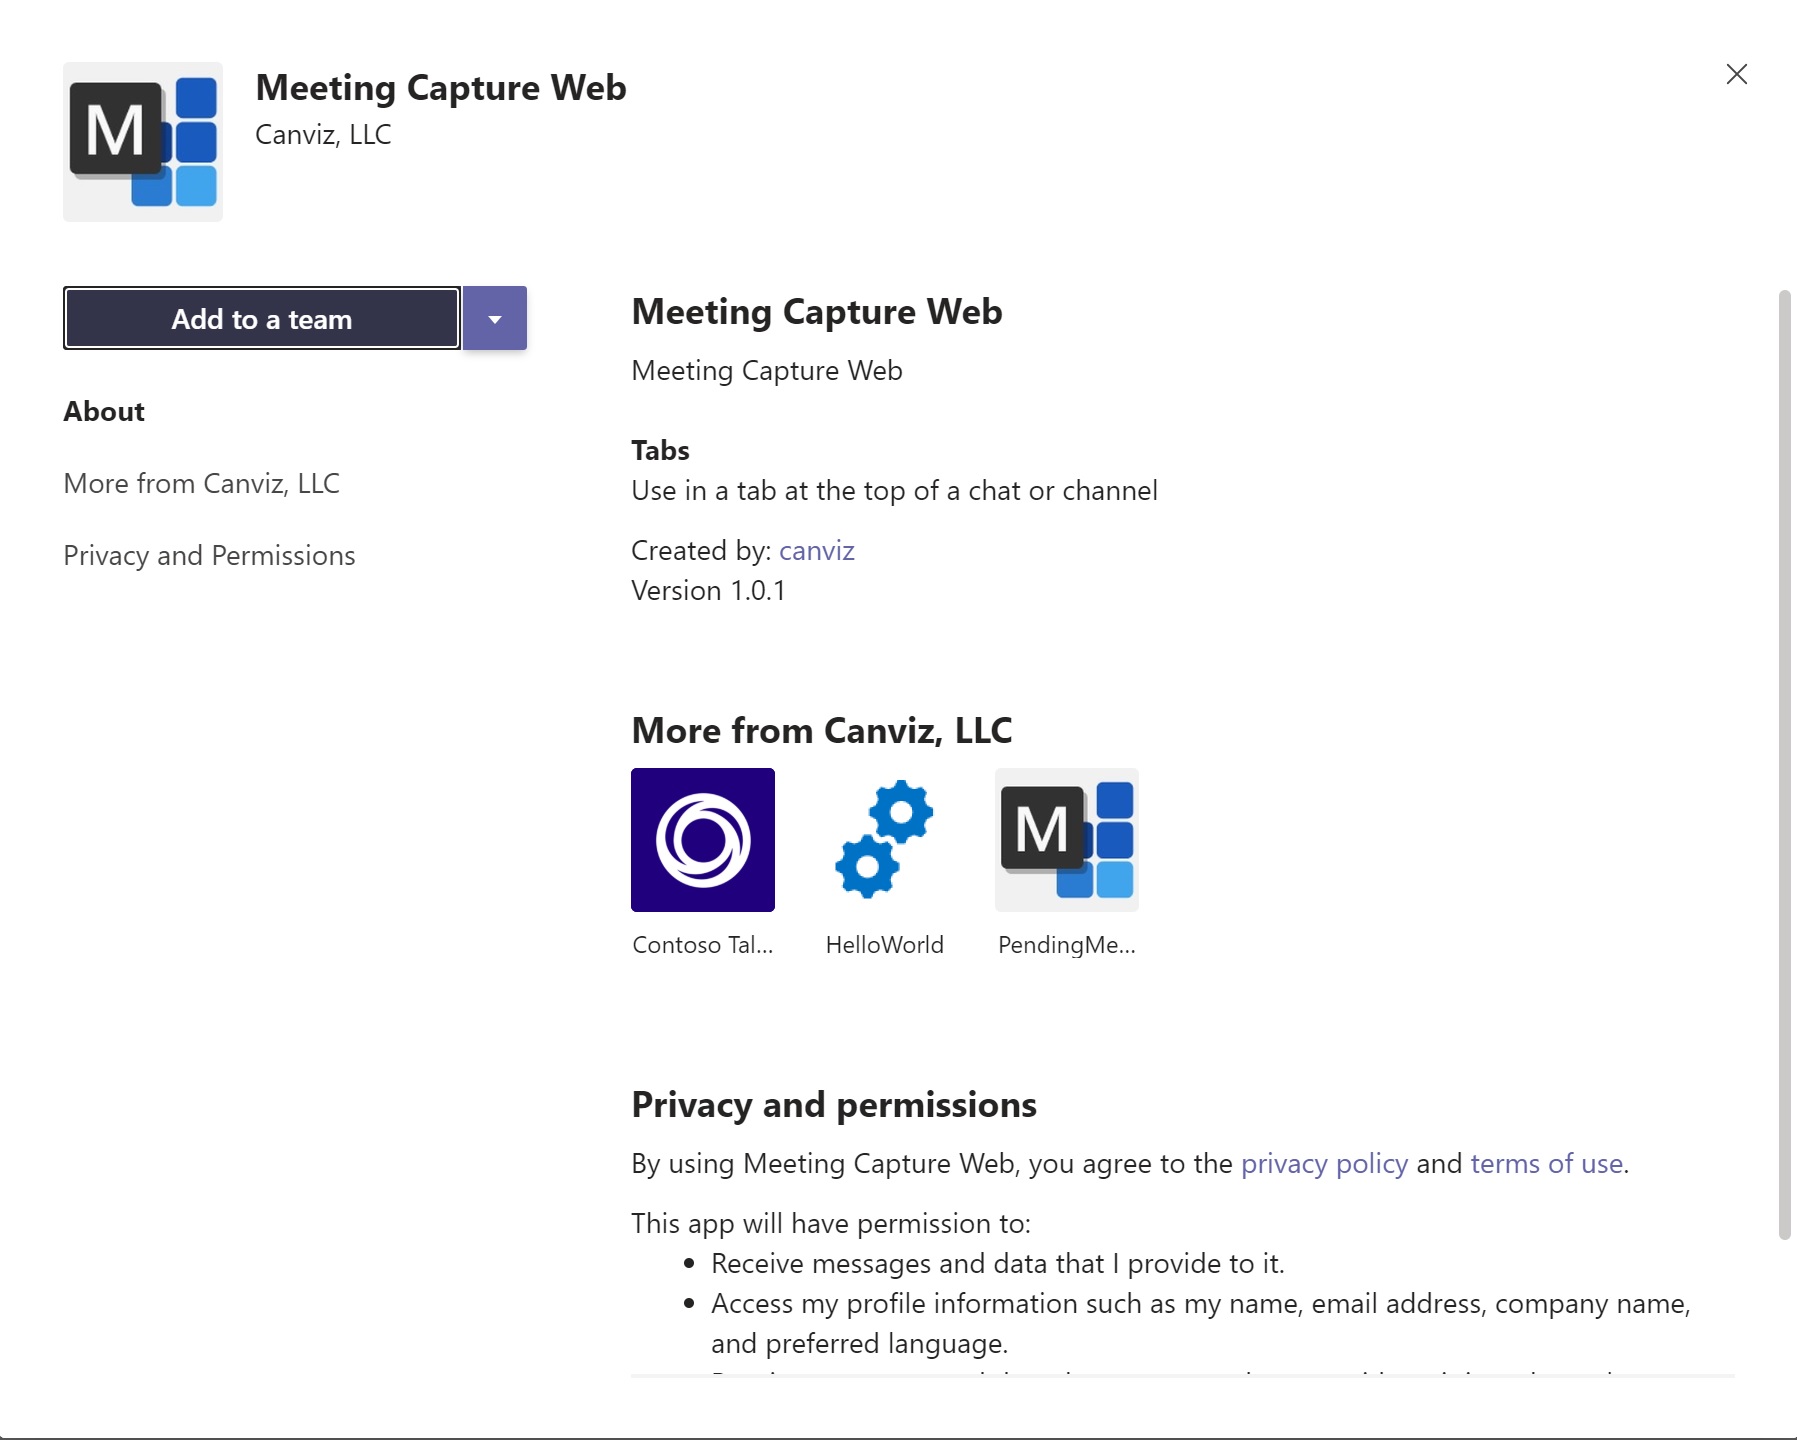 M
Meeting Capture Web
Canviz, LLC
Add to a team
About
More from Canviz, LLC
Privacy and Permissions
Meeting Capture Web
Meeting Capture Web
Tabs
Use in a tab at the top of a chat or channel
Created by: canviz
Version 1.0.1
More from Canviz, LLC
M
Contoso Tal...
HelloWorld
PendingMe...
Privacy and permissions
By using Meeting Capture Web, you agree to the privacy policy and terms of use.
This app will have permission to:
• Receive messages and data that I provide to it.
• Access my profile information such as my name, email address, company name,
and preferred language.